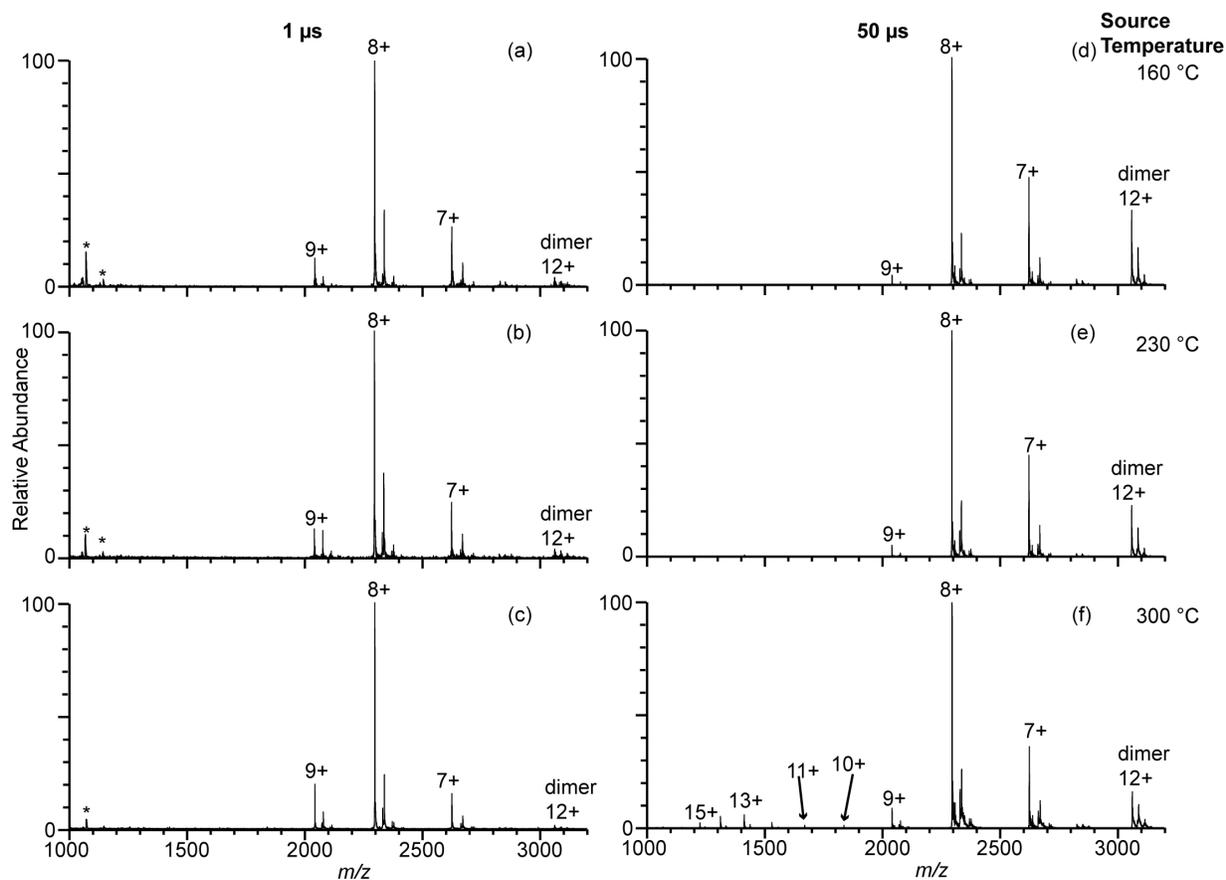 1 µs
50 µs
Source
Temperature
Relative Abundance
(a)
100
0
*
*
9+
8+
7+
dimer
12+
(d)
160 °C
100
0
9+
8+
7+
dimer
12+
(b)
100
0
*
*
9+
8+
7+
dimer
12+
(e)
230 °C
100
0
9+
8+
7+
dimer
12+
(c)
100
0
*
9+
8+
7+
dimer
12+
1000 1500 2000 2500 3000
m/z
(f)
300 °C
100
0
15+
13+
11+
10+
9+
8+
7+
dimer
12+
1000 1500 2000 2500 3000
m/z